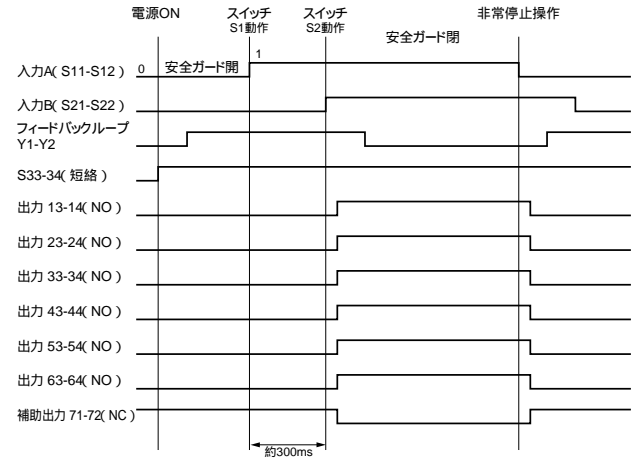 電源ON
スイッチ
S1動作
スイッチ
S2動作
非常停止操作
安全ガード閉
入力A( S11-S12 )
0
安全ガード開
1
入力B( S21-S22 )
フィードバックループ
Y1-Y2
S33-34( 短絡 )
出力 13-14( NO )
出力 23-24( NO )
出力 33-34( NO )
出力 43-44( NO )
出力 53-54( NO )
出力 63-64( NO )
補助出力 71-72( NC )
約300ms